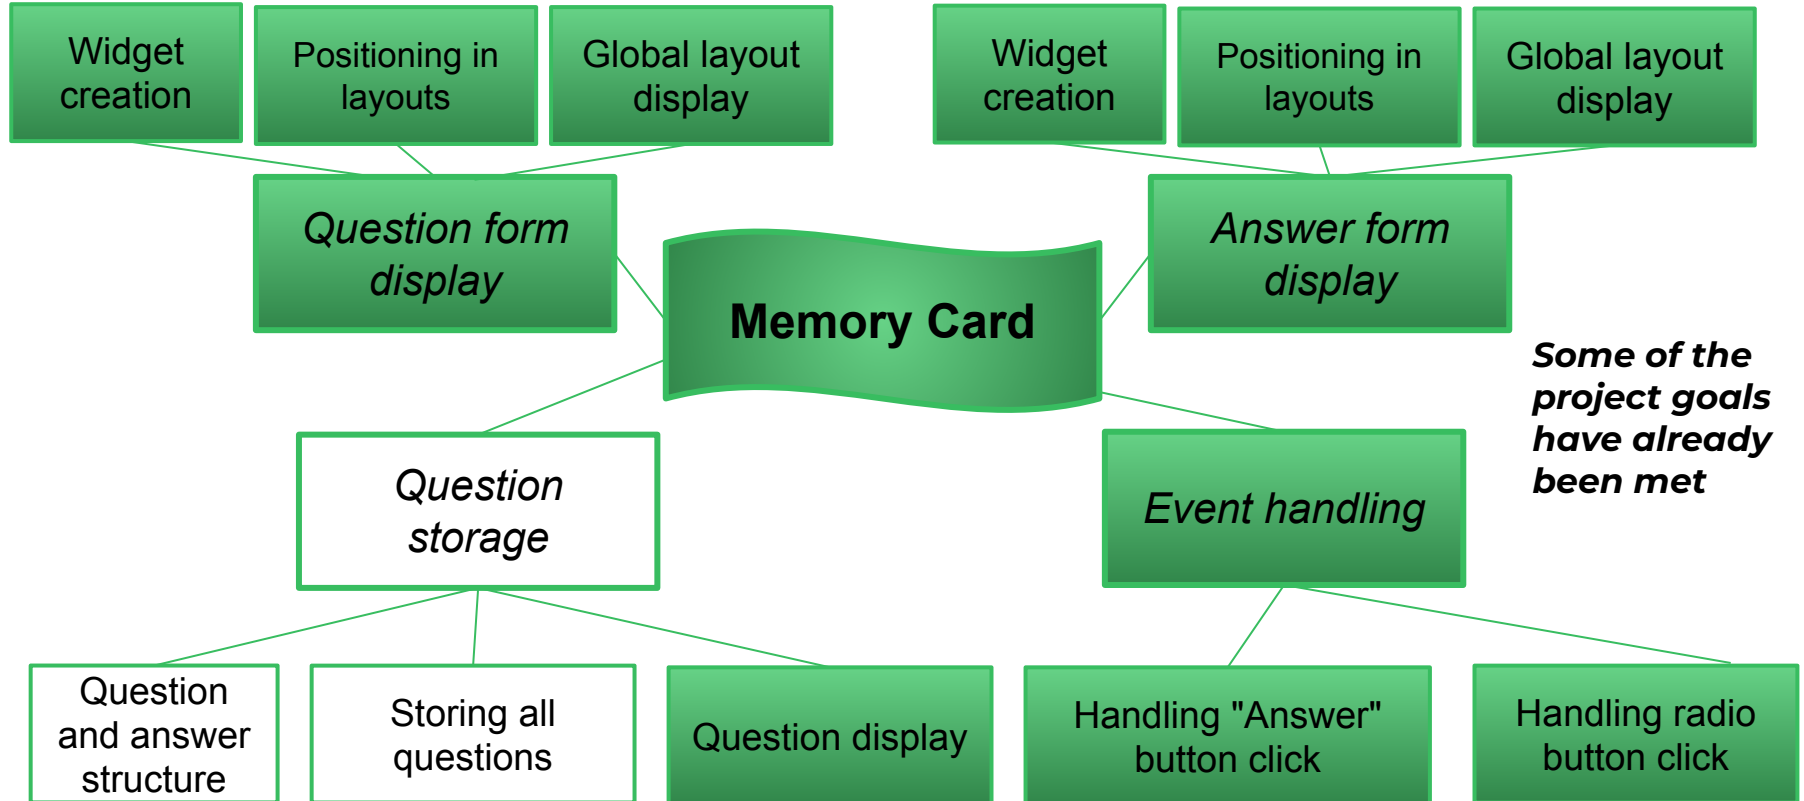 Widget
creation
Positioning in
layouts
Global layout
display
Widget
creation
Positioning in
layouts
Global layout
display
Question form
display
Answer form
display
Memory Card
Some of the
project goals
have already
been met
Question
storage
Event handling
Question
and answer
structure
Storing all
questions
Question display
Handling "Answer"
button click
Handling radio
button click